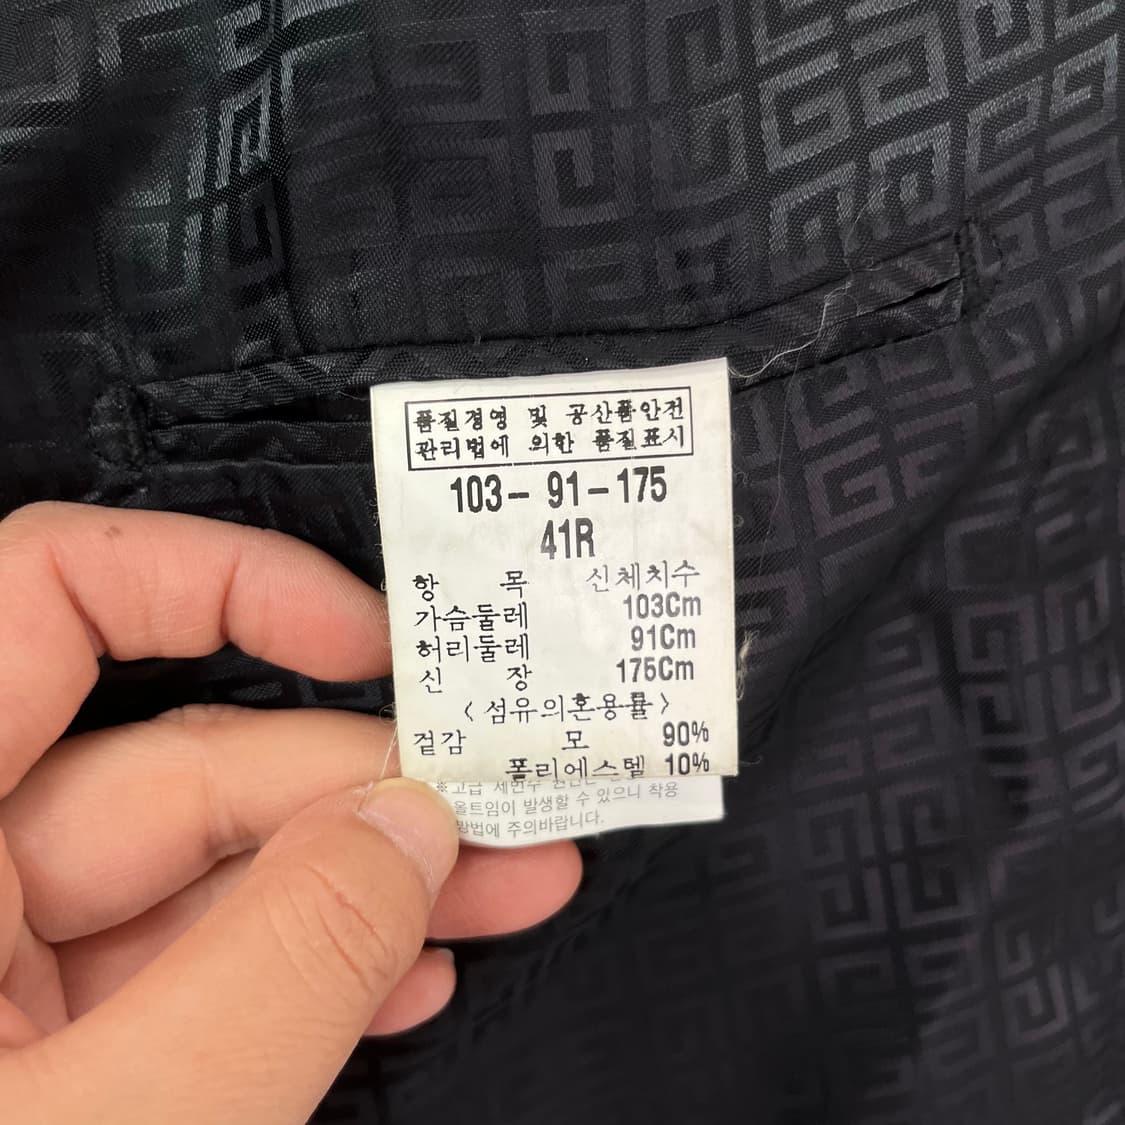 품질경영 및 공산품안전
관리법에 의한 품질표시
103- 91-175
41R
항 목 신체치수
가슴둘레 103Cm
허리둘레 91Cm
신 장 175Cm
< 섬유의혼용률 >
겉감 모 90%
폴리에스텔 10%
※고급
올트임이 발생할 수 있으니 착용
방법에 주의바랍니다.